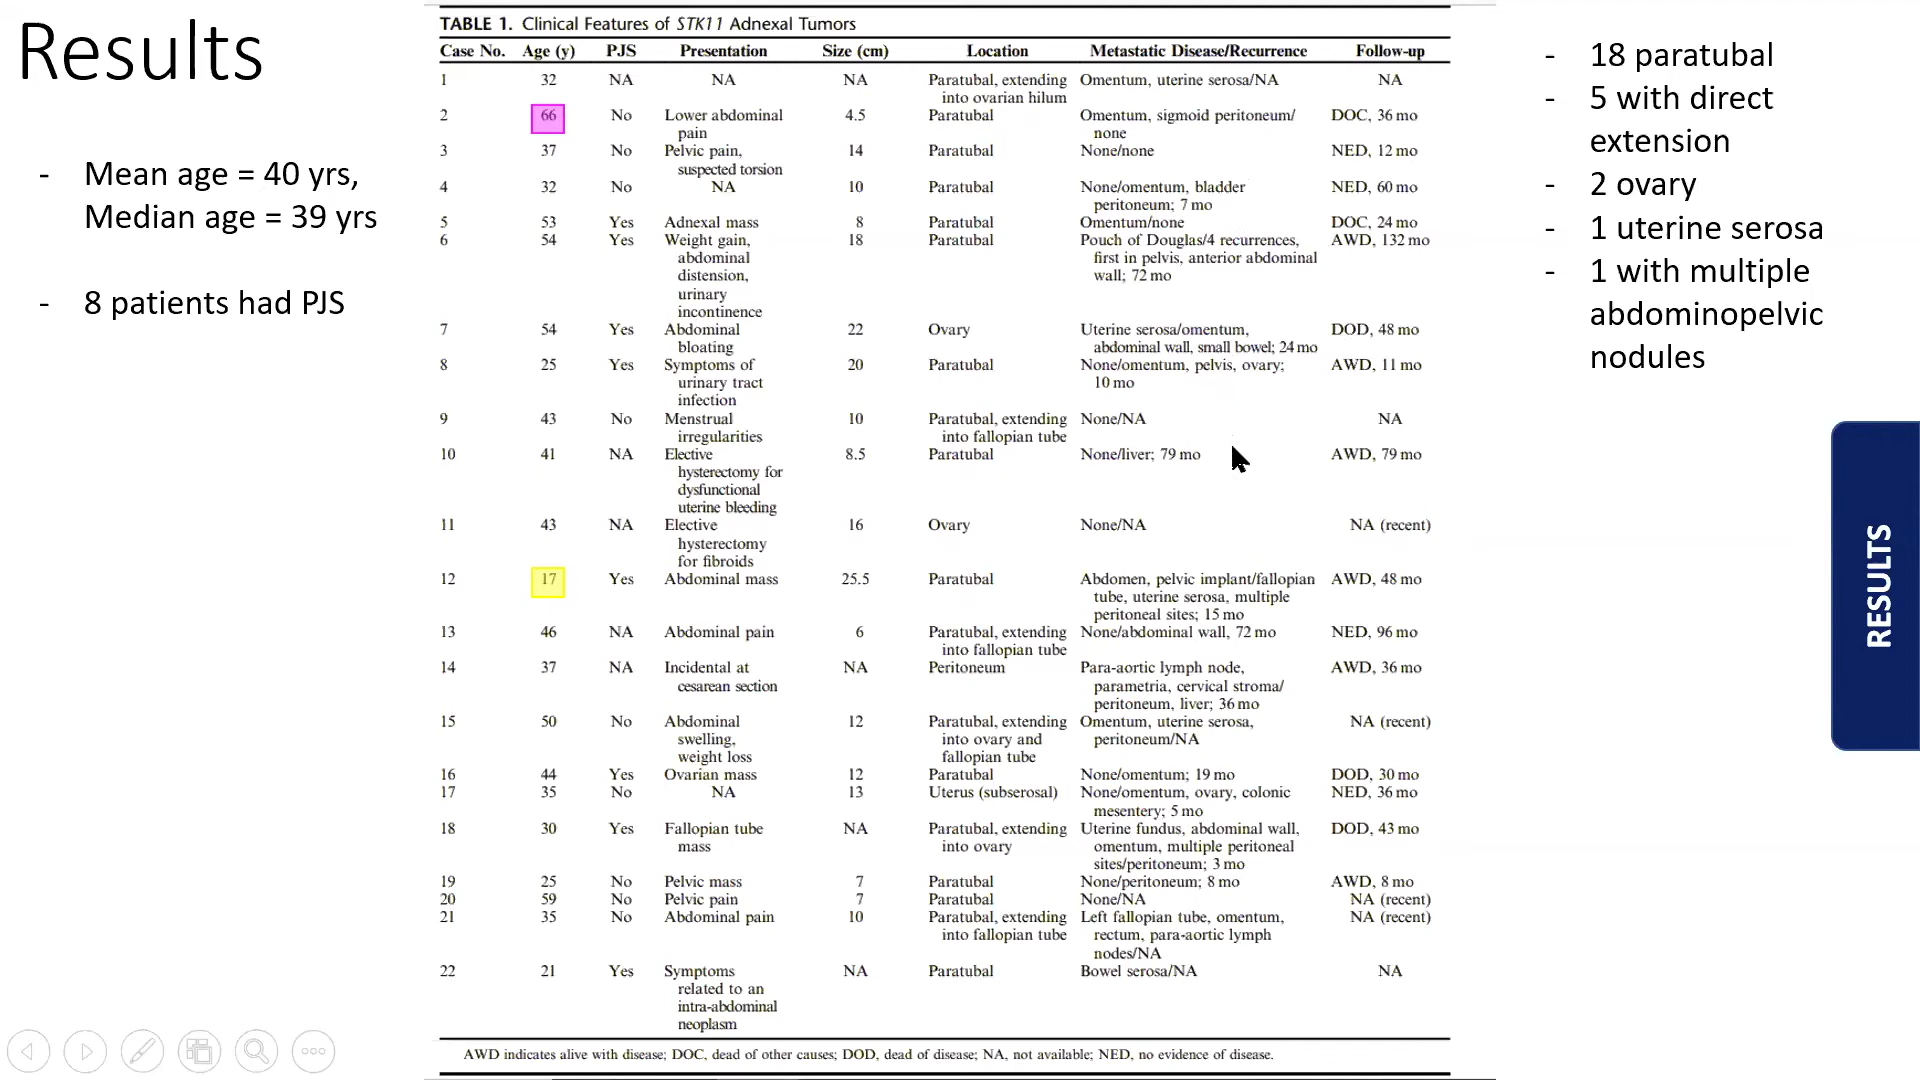 Results
- Mean age = 40 yrs,
Median age = 39 yrs
- 8 patients had PJS
TABLE 1. Clinical Features of STK11 Adnexal Tumors
Case No. Age (y) PJS Presentation Size (cm) Location Metastatic Disease/Recurrence Follow-up
1 32 NA NA NA Paratubal, extending Omentum, uterine serosa/NA NA
into ovarian hilum
2 66 No Lower abdominal 4.5 Paratubal Omentum, sigmoid peritoneum/ DOC, 36 mo
pain none
3 37 No Pelvic pain, 14 Paratubal None/none NED, 12 mo
suspected torsion
4 32 No NA 10 Paratubal None/omentum, bladder NED, 60 mo
peritoneum; 7 mo
5 53 Yes Adnexal mass 8 Paratubal Omentum/none DOC, 24 mo
6 54 Yes Weight gain, 18 Paratubal Pouch of Douglas/4 recurrences, AWD, 132 mo
abdominal first in pelvis, anterior abdominal
distension, wall; 72 mo
urinary
incontinence
7 54 Yes Abdominal 22 Ovary Uterine serosa/omentum, DOD, 48 mo
bloating abdominal wall, small bowel; 24 mo
8 25 Yes Symptoms of 20 Paratubal None/omentum, pelvis, ovary; AWD, 11 mo
urinary tract 10 mo
infection
9 43 No Menstrual 10 Paratubal, extending None/NA NA
irregularities into fallopian tube
10 41 NA Elective 8.5 Paratubal None/liver; 79 mo AWD, 79 mo
hysterectomy for
dysfunctional
uterine bleeding
11 43 NA Elective 16 Ovary None/NA NA (recent)
hysterectomy
for fibroids
12 17 Yes Abdominal mass 25.5 Paratubal Abdomen, pelvic implant/fallopian AWD, 48 mo
tube, uterine serosa, multiple
peritoneal sites; 15 mo
13 46 NA Abdominal pain 6 Paratubal, extending None/abdominal wall, 72 mo NED, 96 mo
into fallopian tube
14 37 NA Incidental at NA Peritoneum Para-aortic lymph node, AWD, 36 mo
cesarean section parametria, cervical stroma/
peritoneum, liver; 36 mo
15 50 No Abdominal 12 Paratubal, extending Omentum, uterine serosa, NA (recent)
swelling, into ovary and peritoneum/NA
weight loss fallopian tube
16 44 Yes Ovarian mass 12 Paratubal None/omentum; 19 mo DOD, 30 mo
17 35 No NA 13 Uterus (subserosal) None/omentum, ovary, colonic NED, 36 mo
mesentery; 5 mo
18 30 Yes Fallopian tube NA Paratubal, extending Uterine fundus, abdominal wall, DOD, 43 mo
mass into ovary omentum, multiple peritoneal
sites/peritoneum; 3 mo
19 25 No Pelvic mass 7 Paratubal None/peritoneum; 8 mo AWD, 8 mo
20 59 No Pelvic pain 7 Paratubal None/NA NA (recent)
21 35 No Abdominal pain 10 Paratubal, extending Left fallopian tube, omentum, NA (recent)
into fallopian tube rectum, para-aortic lymph
nodes/NA
22 21 Yes Symptoms NA Paratubal Bowel serosa/NA NA
related to an
intra-abdominal
neoplasm
AWD indicates alive with disease; DOC, dead of other causes; DOD, dead of disease; NA, not available; NED, no evidence of disease.
- 18 paratubal
- 5 with direct
extension
- 2 ovary
- 1 uterine serosa
- 1 with multiple
abdominopelvic
nodules
RESULTS